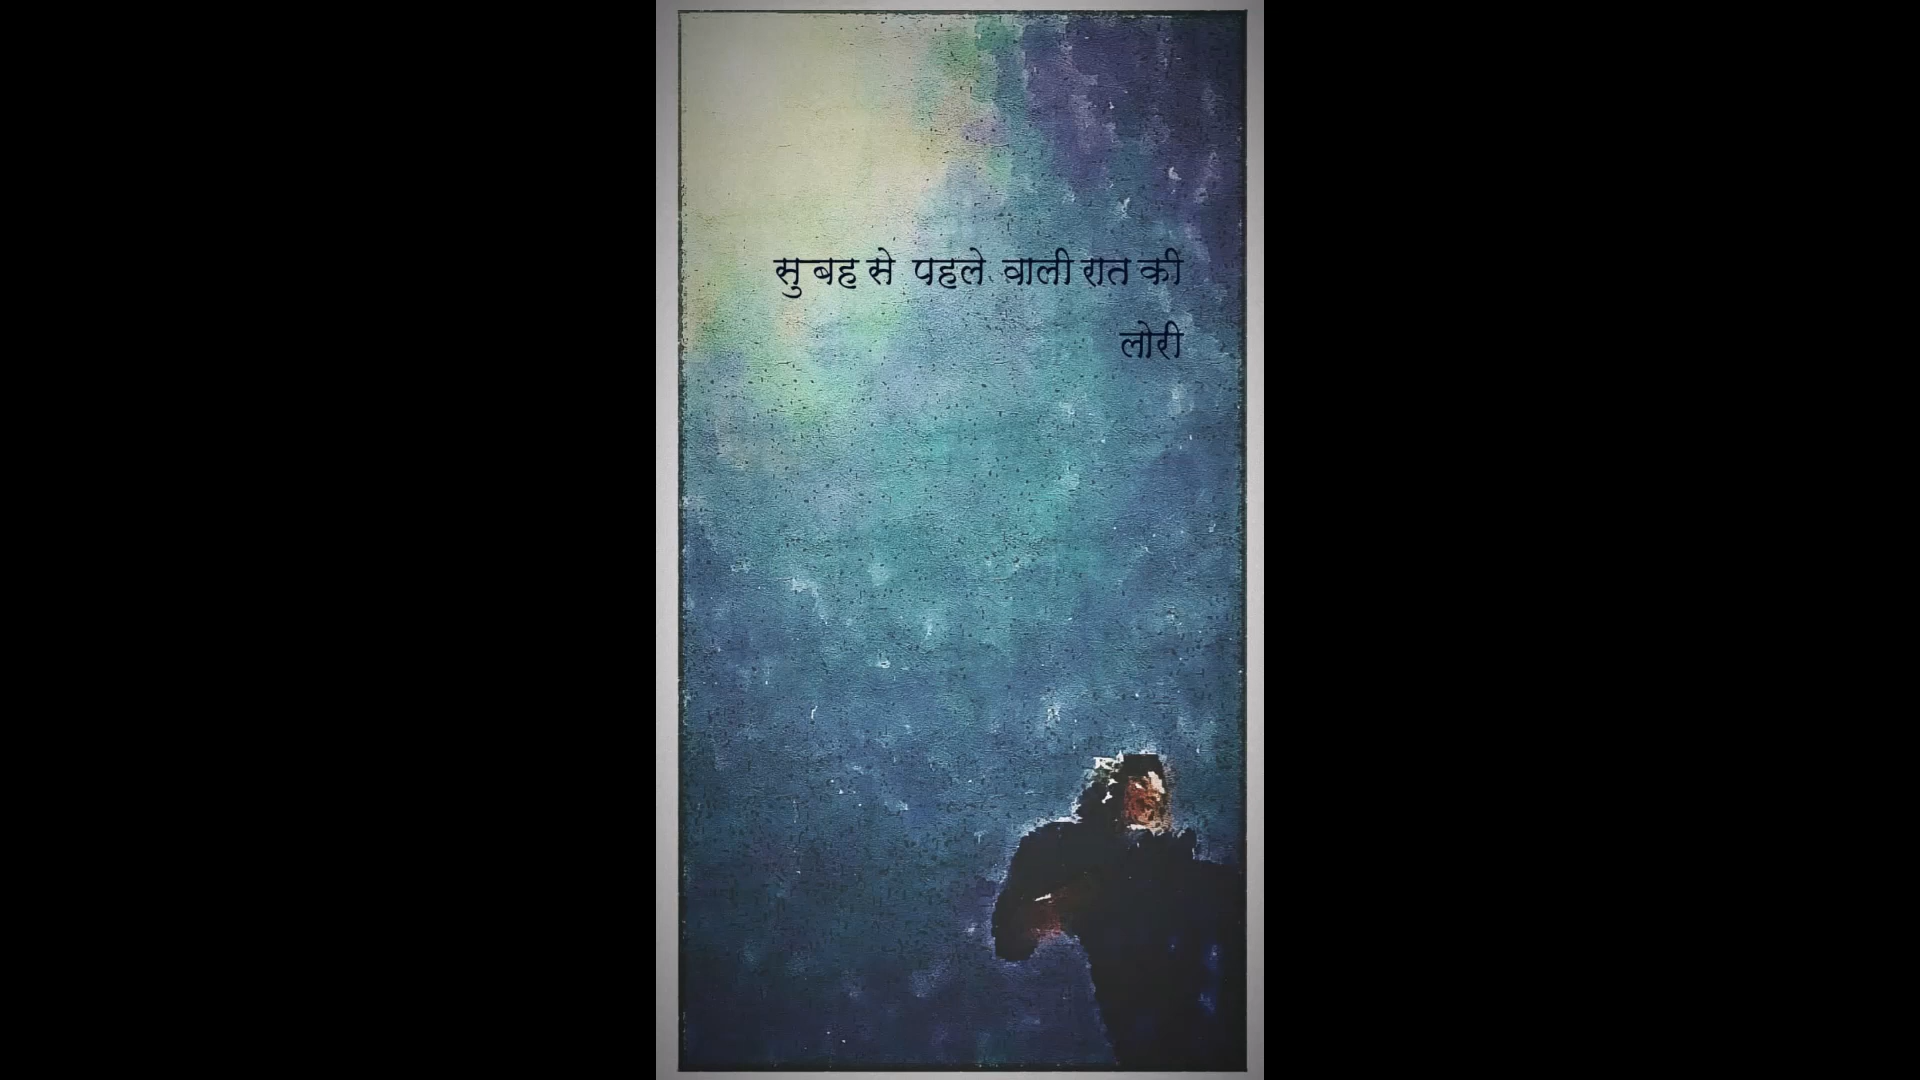 सुबह से पहले वाली रात की
लोरी